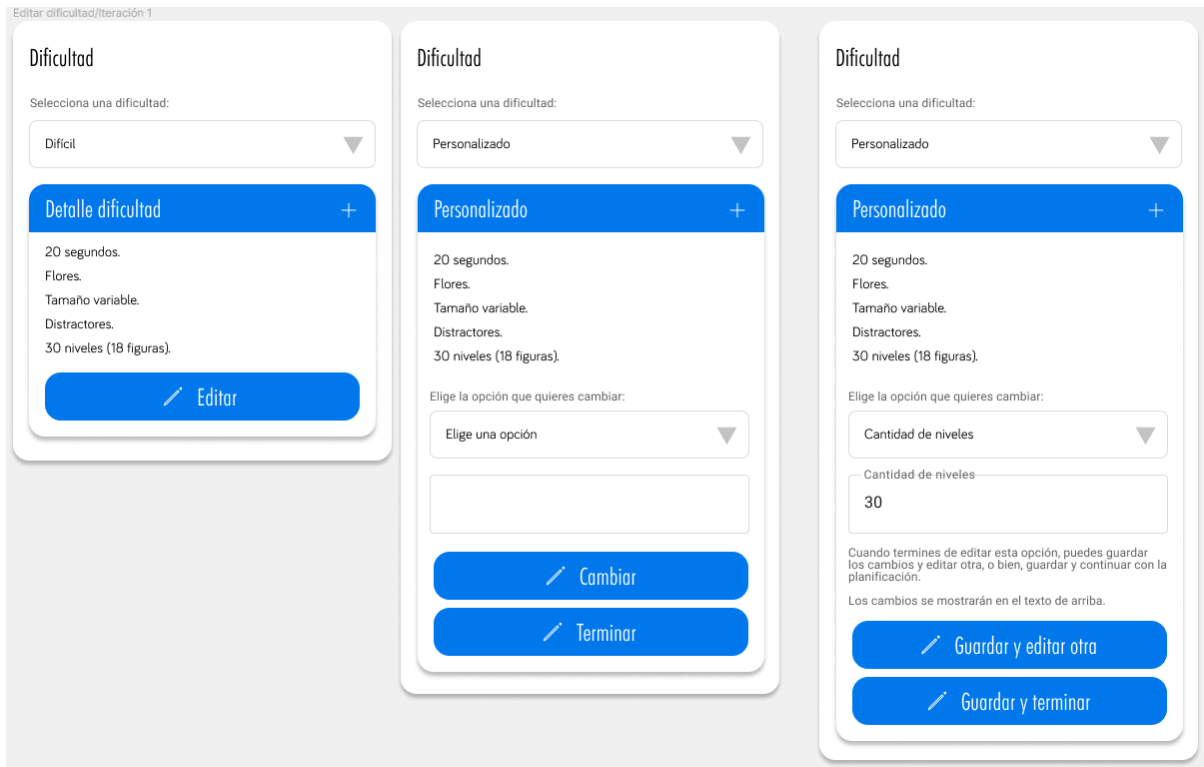 Editar dificultad/Iteración 1
Dificultad
Selecciona una dificultad:
Difícil
Detalle dificultad
20 segundos.
Flores.
Tamaño variable.
Distractores.
30 niveles (18 figuras).
Editar
Dificultad
Selecciona una dificultad:
Personalizado
Personalizado
20 segundos.
Flores.
Tamaño variable.
Distractores.
30 niveles (18 figuras).
Elige la opción que quieres cambiar:
Elige una opción
Cambiar
Terminar
Dificultad
Selecciona una dificultad:
Personalizado
Personalizado
20 segundos.
Flores.
Tamaño variable.
Distractores.
30 niveles (18 figuras).
Elige la opción que quieres cambiar:
Cantidad de niveles
Cantidad de niveles
30
Cuando termines de editar esta opción, puedes guardar
los cambios y editar otra, o bien, guardar y continuar con la
planificación.
Los cambios se mostrarán en el texto de arriba.
Guardar y editar otra
Guardar y terminar